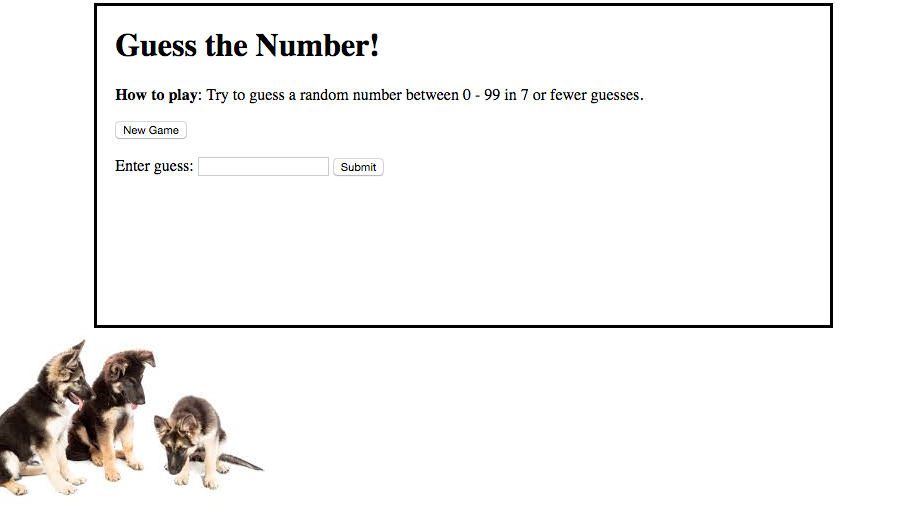 Guess the Number!
How to play: Try to guess a random number between 0 - 99 in 7 or fewer guesses.
New Game
Enter guess: Submit